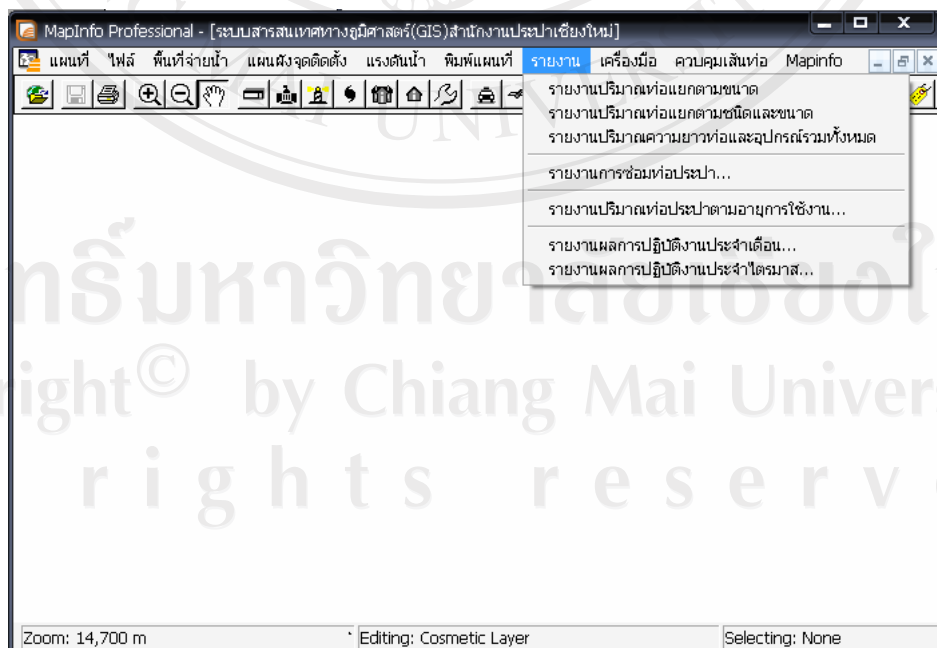 MapInfo Professional - [ระบบสารสนเทศทางภูมิศาสตร์(GIS)สำนักงานประปาเชียงใหม่]
แผนที่ ไฟล์ พื้นที่จ่ายน้ำ แผนผังจุดติดตั้ง แรงดันน้ำ พิมพ์แผนที่ รายงาน เครื่องมือ ควบคุมเส้นท่อ Mapinfo
รายงานปริมาณท่อแยกตามขนาด
รายงานปริมาณท่อแยกตามชนิดและขนาด
รายงานปริมาณความยาวท่อและอุปกรณ์รวมทั้งหมด
รายงานการซ่อมท่อประปา...
รายงานปริมาณท่อประปาตามอายุการใช้งาน...
รายงานผลการปฏิบัติงานประจำเดือน...
รายงานผลการปฏิบัติงานประจำไตรมาส...
UNIVERSITY
ทธิ์มหาวิทยาลัยเชียงใ
right© by Chiang Mai Univer
rights reserv
Zoom: 14,700 m Editing: Cosmetic Layer Selecting: None